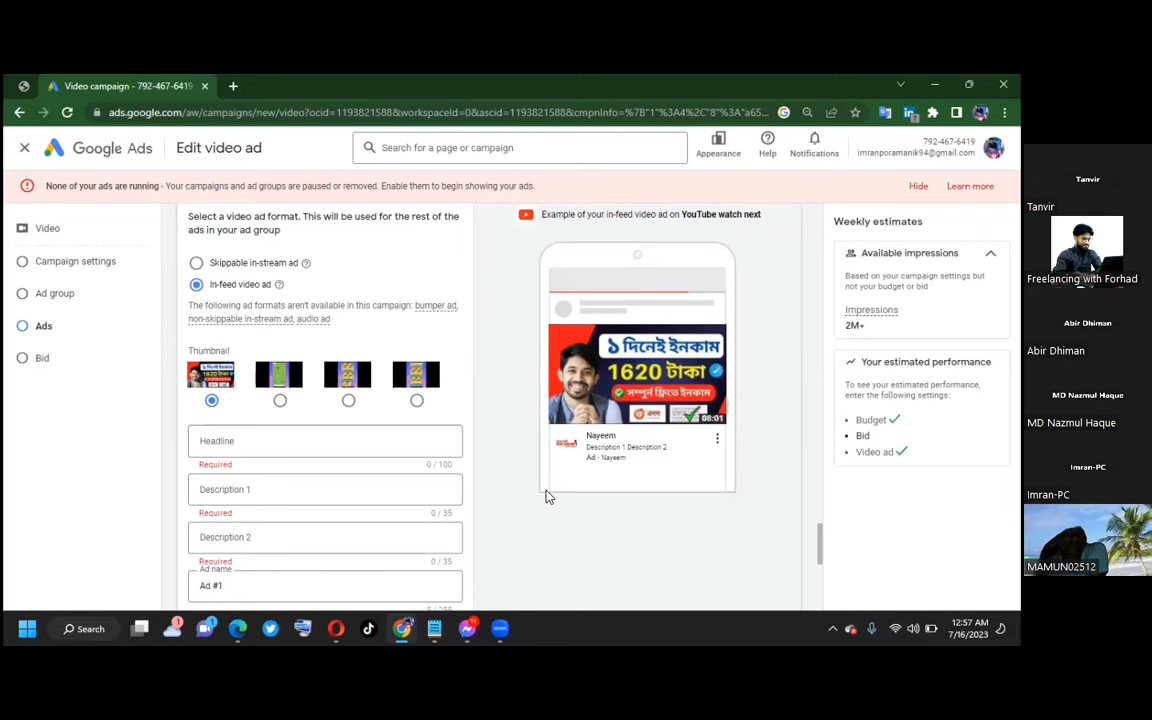 Video campaign - 792-467-6419
ads.google.com/aw/campaigns/new/video?ocid=1193821588&workspaceId=0&ascid=1193821588&cmpnInfo=%7B"1"%3A4%2C"8"%3A"a65...
Google Ads
Edit video ad
Search for a page or campaign
Appearance
Help
Notifications
792-467-6419
imranporamanik94@gmail.com
None of your ads are running - Your campaigns and ad groups are paused or removed. Enable them to begin showing your ads.
Hide
Learn more
Video
Campaign settings
Ad group
Ads
Bid
Select a video ad format. This will be used for the rest of the
ads in your ad group
Skippable in-stream ad
In-feed video ad
The following ad formats aren't available in this campaign: bumper ad,
non-skippable in-stream ad, audio ad
Thumbnail
Headline
Required
0 / 100
Description 1
Required
0 / 35
Description 2
Required
0 / 35
Ad name
Ad #1
5 / 255
Example of your in-feed video ad on YouTube watch next
১ দিনেই ইনকাম
1620 টাকা
সম্পূর্ন ফ্রিতে ইনকাম
08:01
Nayeem
Description 1 Description 2
Ad - Nayeem
Weekly estimates
Available impressions
Based on your campaign settings but
not your budget or bid
Impressions
2M+
Your estimated performance
To see your estimated performance,
enter the following settings:
Budget
Bid
Video ad
Tanvir
Tanvir
Freelancing with Forhad
Abir Dhiman
Abir Dhiman
MD Nazmul Haque
MD Nazmul Haque
Imran-PC
Imran-PC
MAMUN02512
Search
12:57 AM
7/16/2023